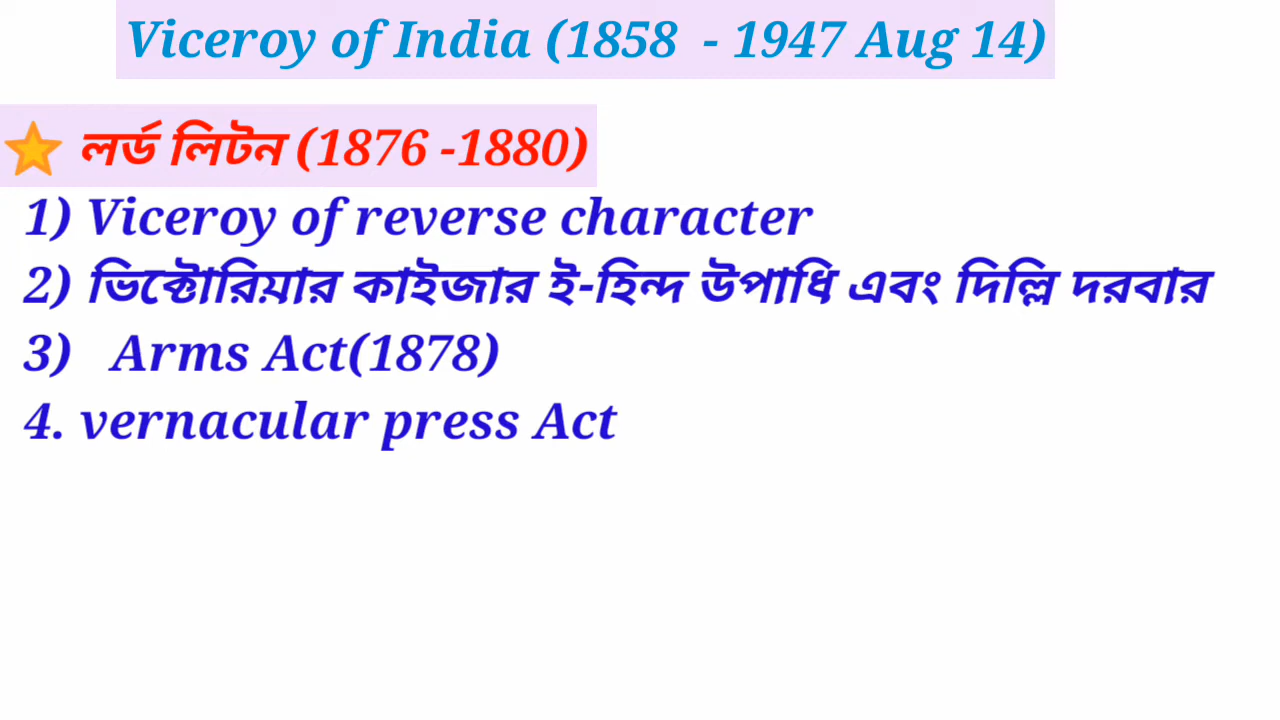 Viceroy of India (1858 - 1947 Aug 14)
লর্ড লিটন (1876 -1880)
1) Viceroy of reverse character
2) ভিক্টোরিয়ার কাইজার ই-হিন্দ উপাধি এবং দিল্লি দরবার
3) Arms Act(1878)
4. vernacular press Act